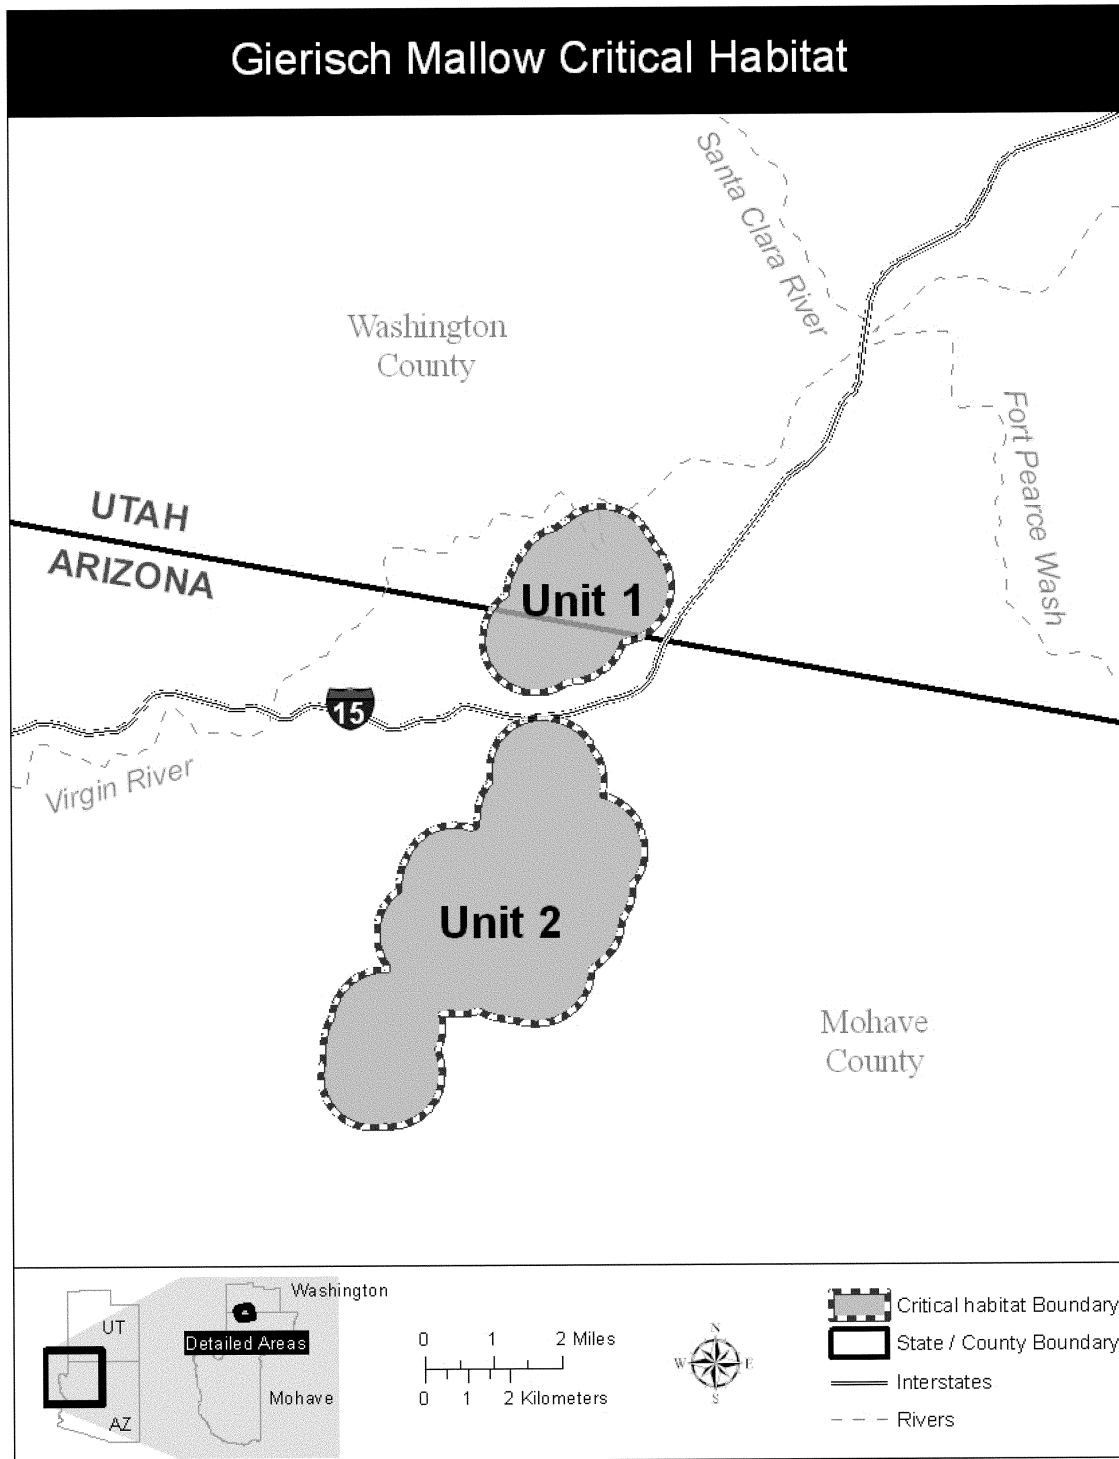 Gierisch Mallow Critical Habitat
Santa Clara River
Washington
County
Fort Pearce Wash
UTAH
ARIZONA
Unit 1
15
Virgin River
Unit 2
Mohave
County
UT
AZ
Washington
Detailed Areas
Mohave
0 1 2 Miles
0 1 2 Kilometers
N
W E
S
Critical habitat Boundary
State / County Boundary
Interstates
Rivers